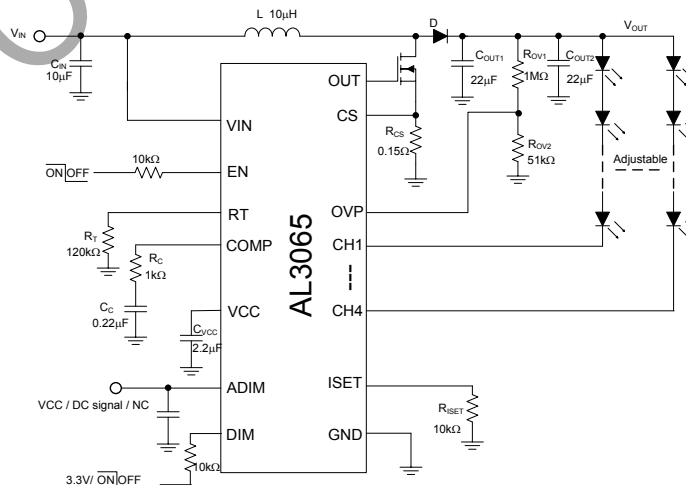 L 10μH
D
VIN
VOUT
CIN
10μF
COUT1
22μF
ROV1
1MΩ
COUT2
22μF
OUT
CS
RCS
0.15Ω
ROV2
51kΩ
Adjustable
VIN
ON OFF
10kΩ
EN
RT
RT
120kΩ
COMP
RC
1kΩ
CC
0.22μF
AL3065
OVP
CH1
CH4
VCC
CVCC
2.2μF
ADIM
VCC / DC signal / NC
ISET
RISET
10kΩ
DIM
10kΩ
GND
3.3V/ ON OFF